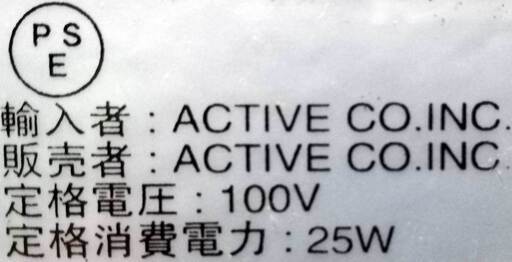 PS
E
輸入者：ACTIVE CO.INC.
販売者：ACTIVE CO.INC.
定格電圧：100V
定格消費電力：25W